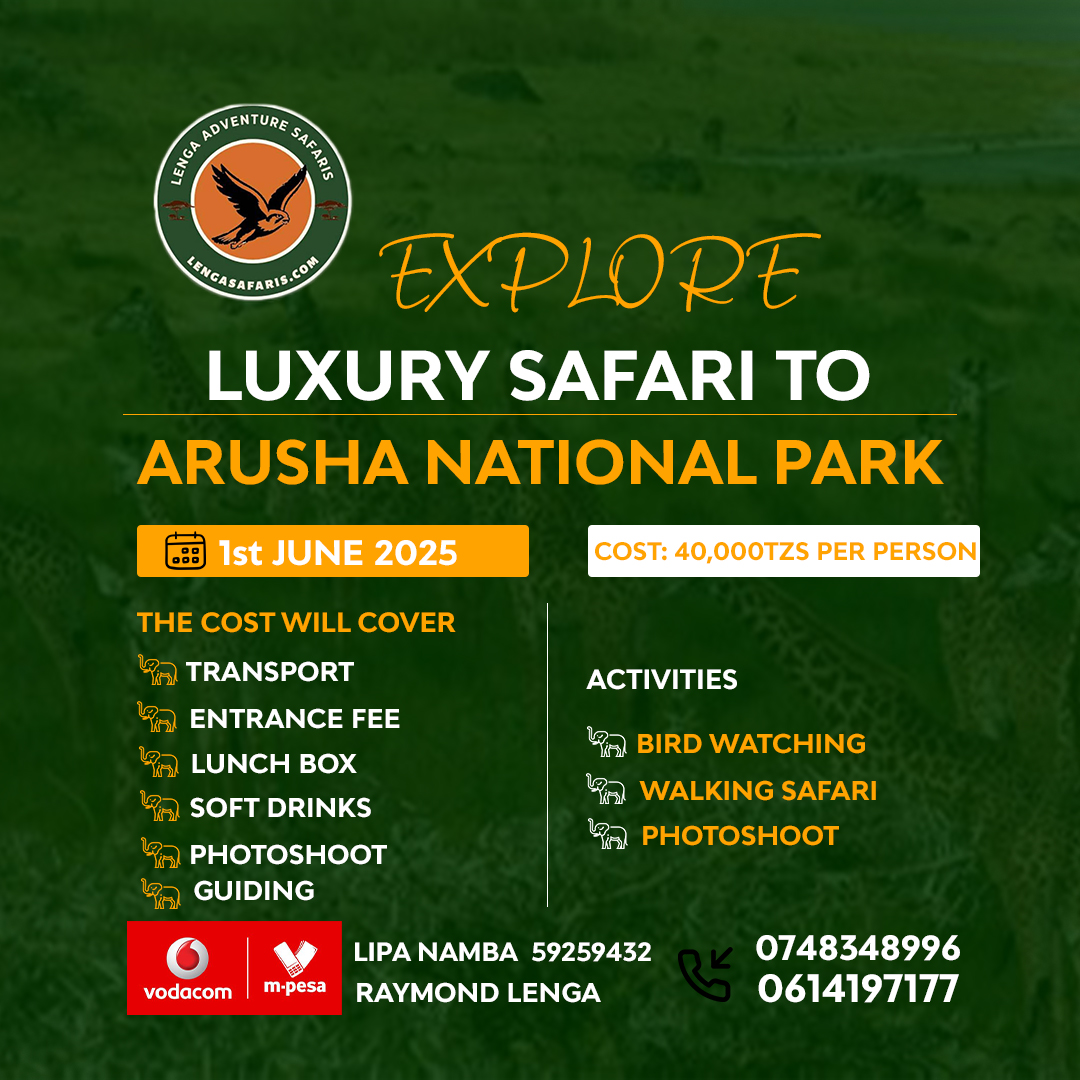 LENGA ADVENTURE SAFARIS
LENGASAFARIS.COM
EXPLORE
LUXURY SAFARI TO
ARUSHA NATIONAL PARK
1st JUNE 2025
COST: 40,000TZS PER PERSON
THE COST WILL COVER
TRANSPORT
ENTRANCE FEE
LUNCH BOX
SOFT DRINKS
PHOTOSHOOT
GUIDING
ACTIVITIES
BIRD WATCHING
WALKING SAFARI
PHOTOSHOOT
vodacom
m-pesa
LIPA NAMBA 59259432
RAYMOND LENGA
0748348996
0614197177